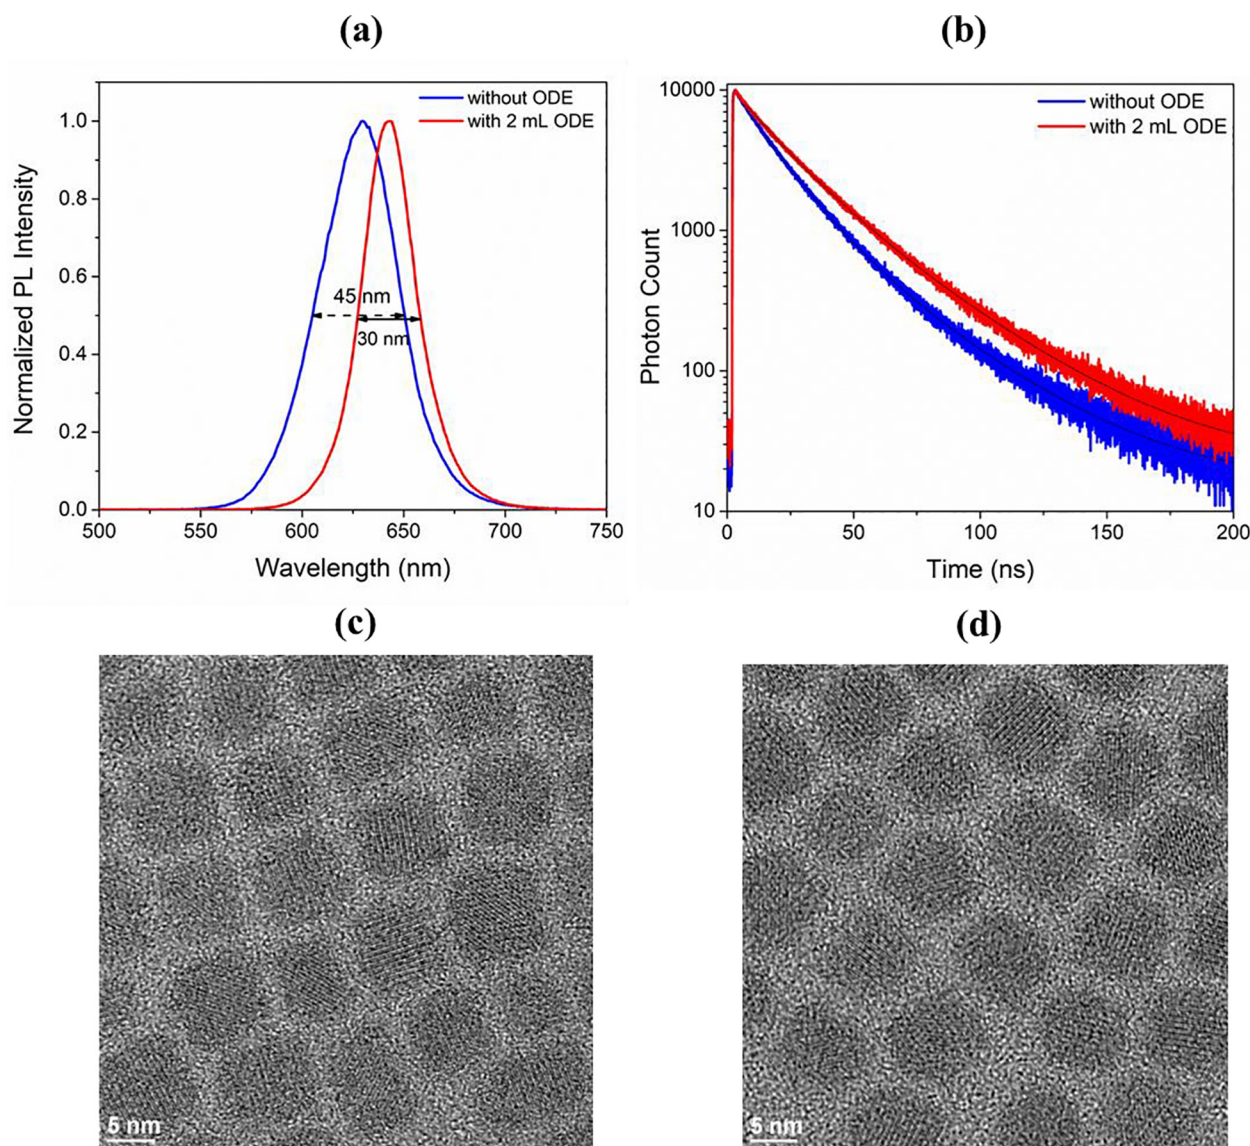 (a)
(b)
without ODE
with 2 mL ODE
Normalized PL Intensity
1.0
0.8
0.6
0.4
0.2
0.0
45 nm
30 nm
500
550
600
650
700
750
Wavelength (nm)
without ODE
with 2 mL ODE
Photon Count
10000
1000
100
10
0
50
100
150
200
Time (ns)
(c)
(d)
5 nm
5 nm